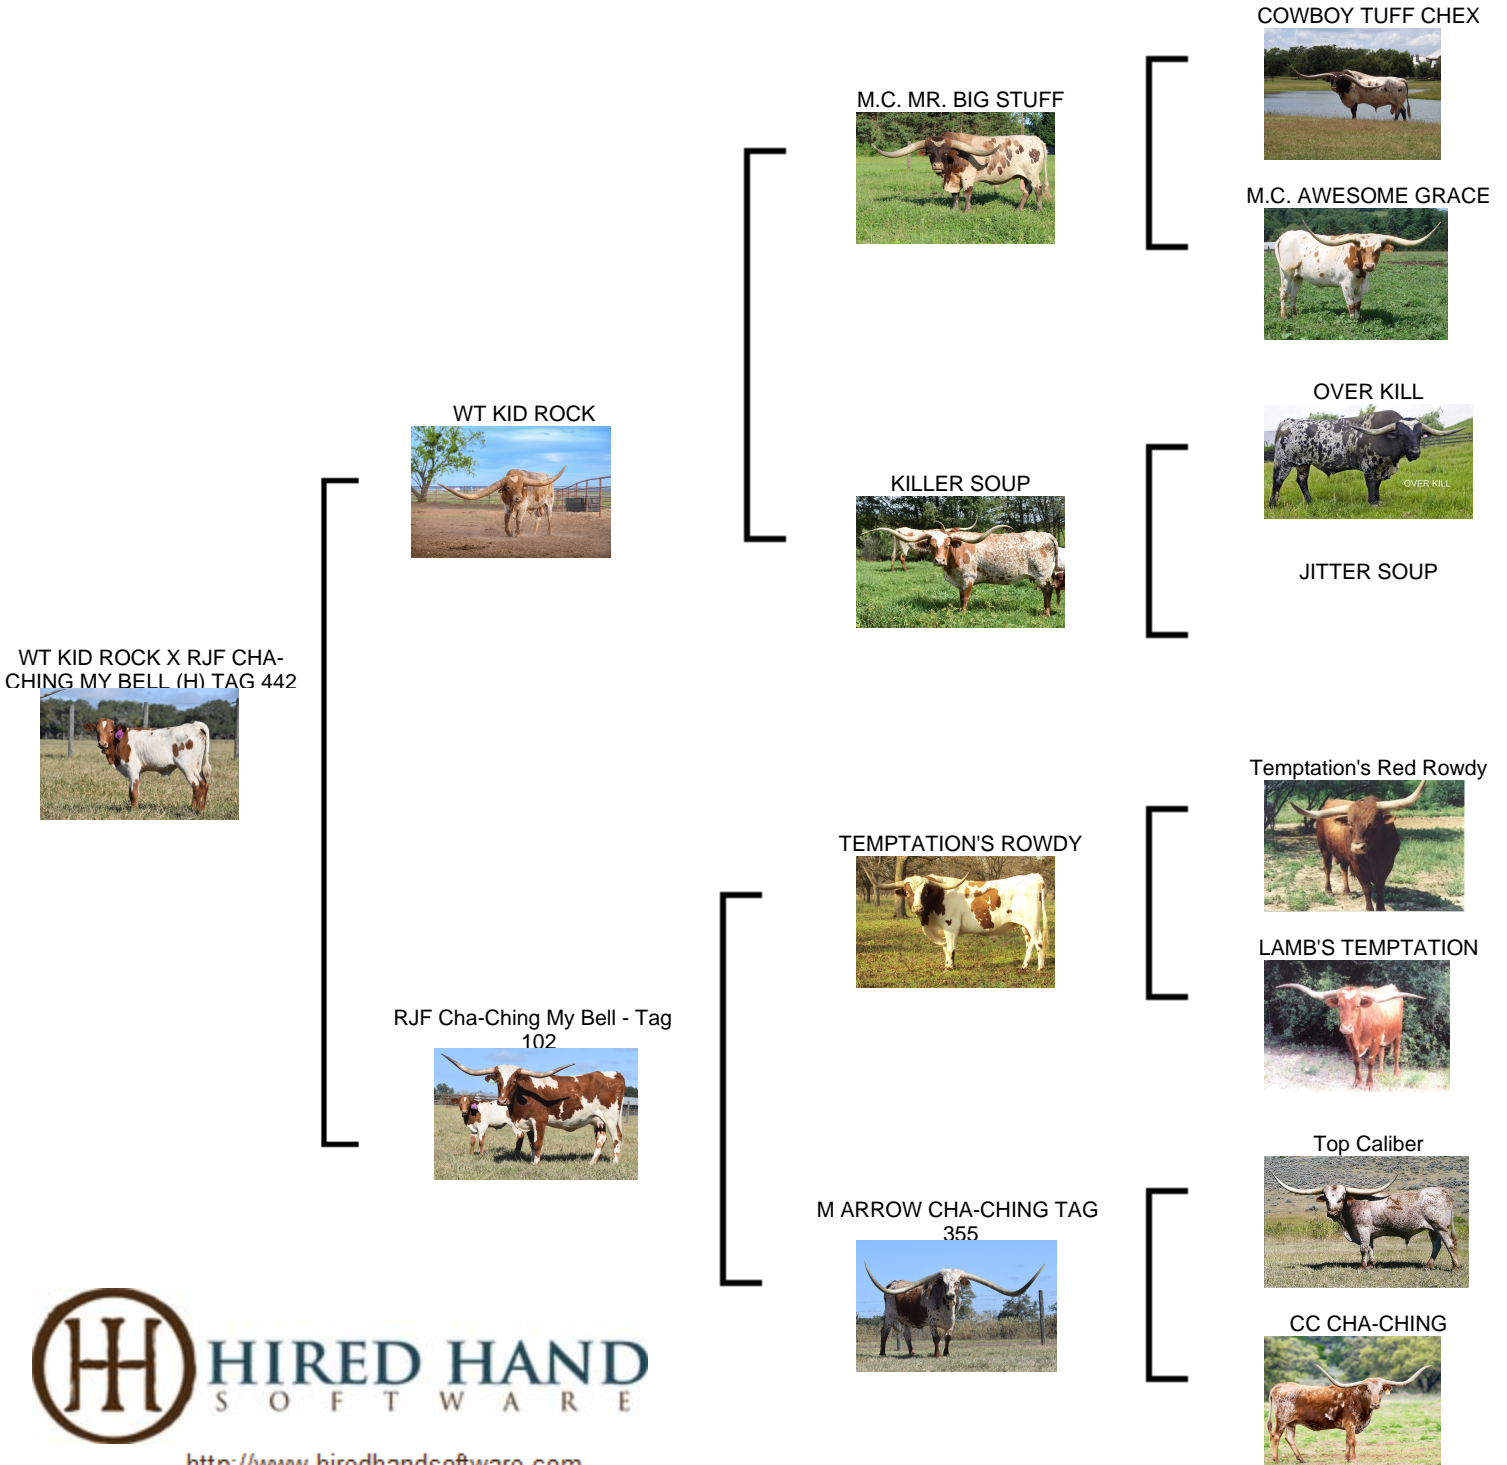 COWBOY TUFF CHEX
M.C. MR. BIG STUFF
M.C. AWESOME GRACE
WT KID ROCK
OVER KILL
OVER KILL
KILLER SOUP
JITTER SOUP
WT KID ROCK X RJF CHA-
CHING MY BELL (H) TAG 442
Temptation's Red Rowdy
TEMPTATION'S ROWDY
LAMB'S TEMPTATION
RJF Cha-Ching My Bell - Tag
102
Top Caliber
M ARROW CHA-CHING TAG
355
CC CHA-CHING
HIRED HAND
SOFTWARE
http://www.hiredhandsoftware.com